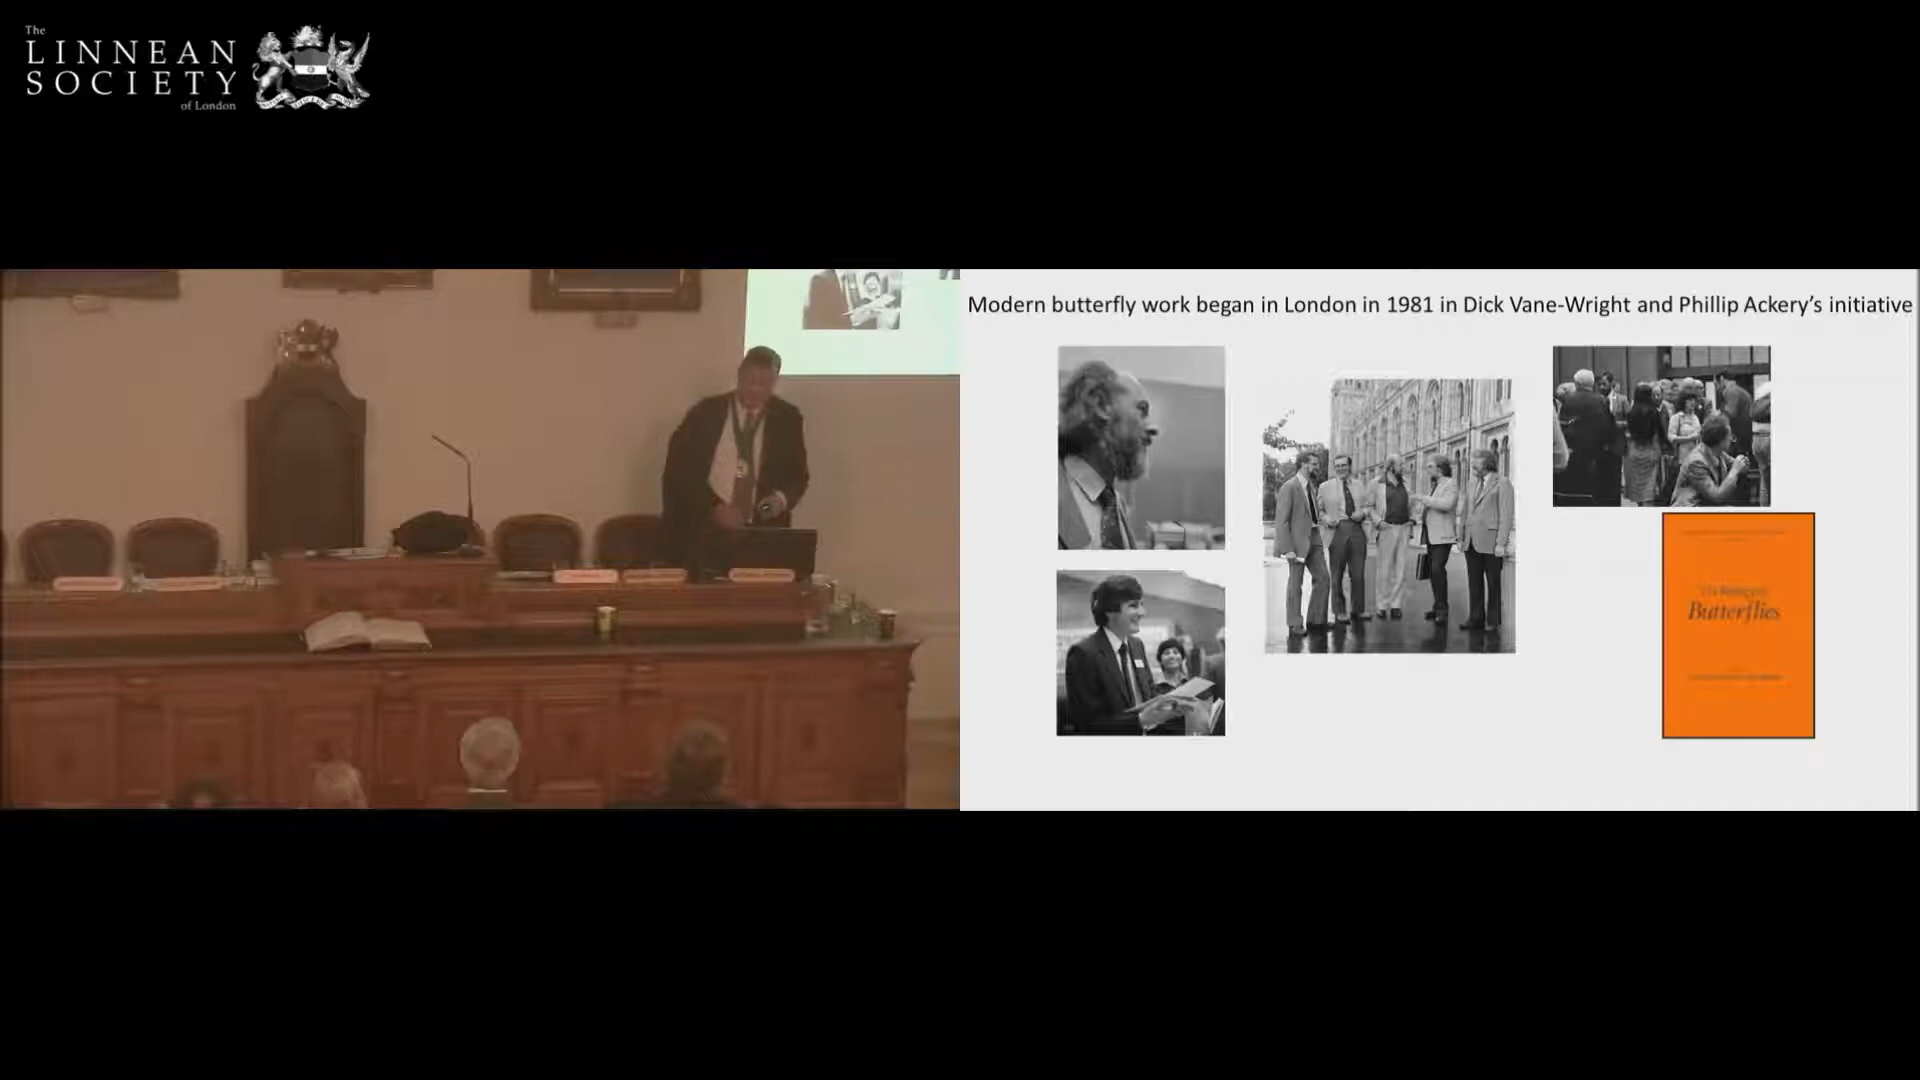 The
LINNEAN
SOCIETY
of London
Modern butterfly work began in London in 1981 in Dick Vane-Wright and Phillip Ackery’s initiative
Butterflies